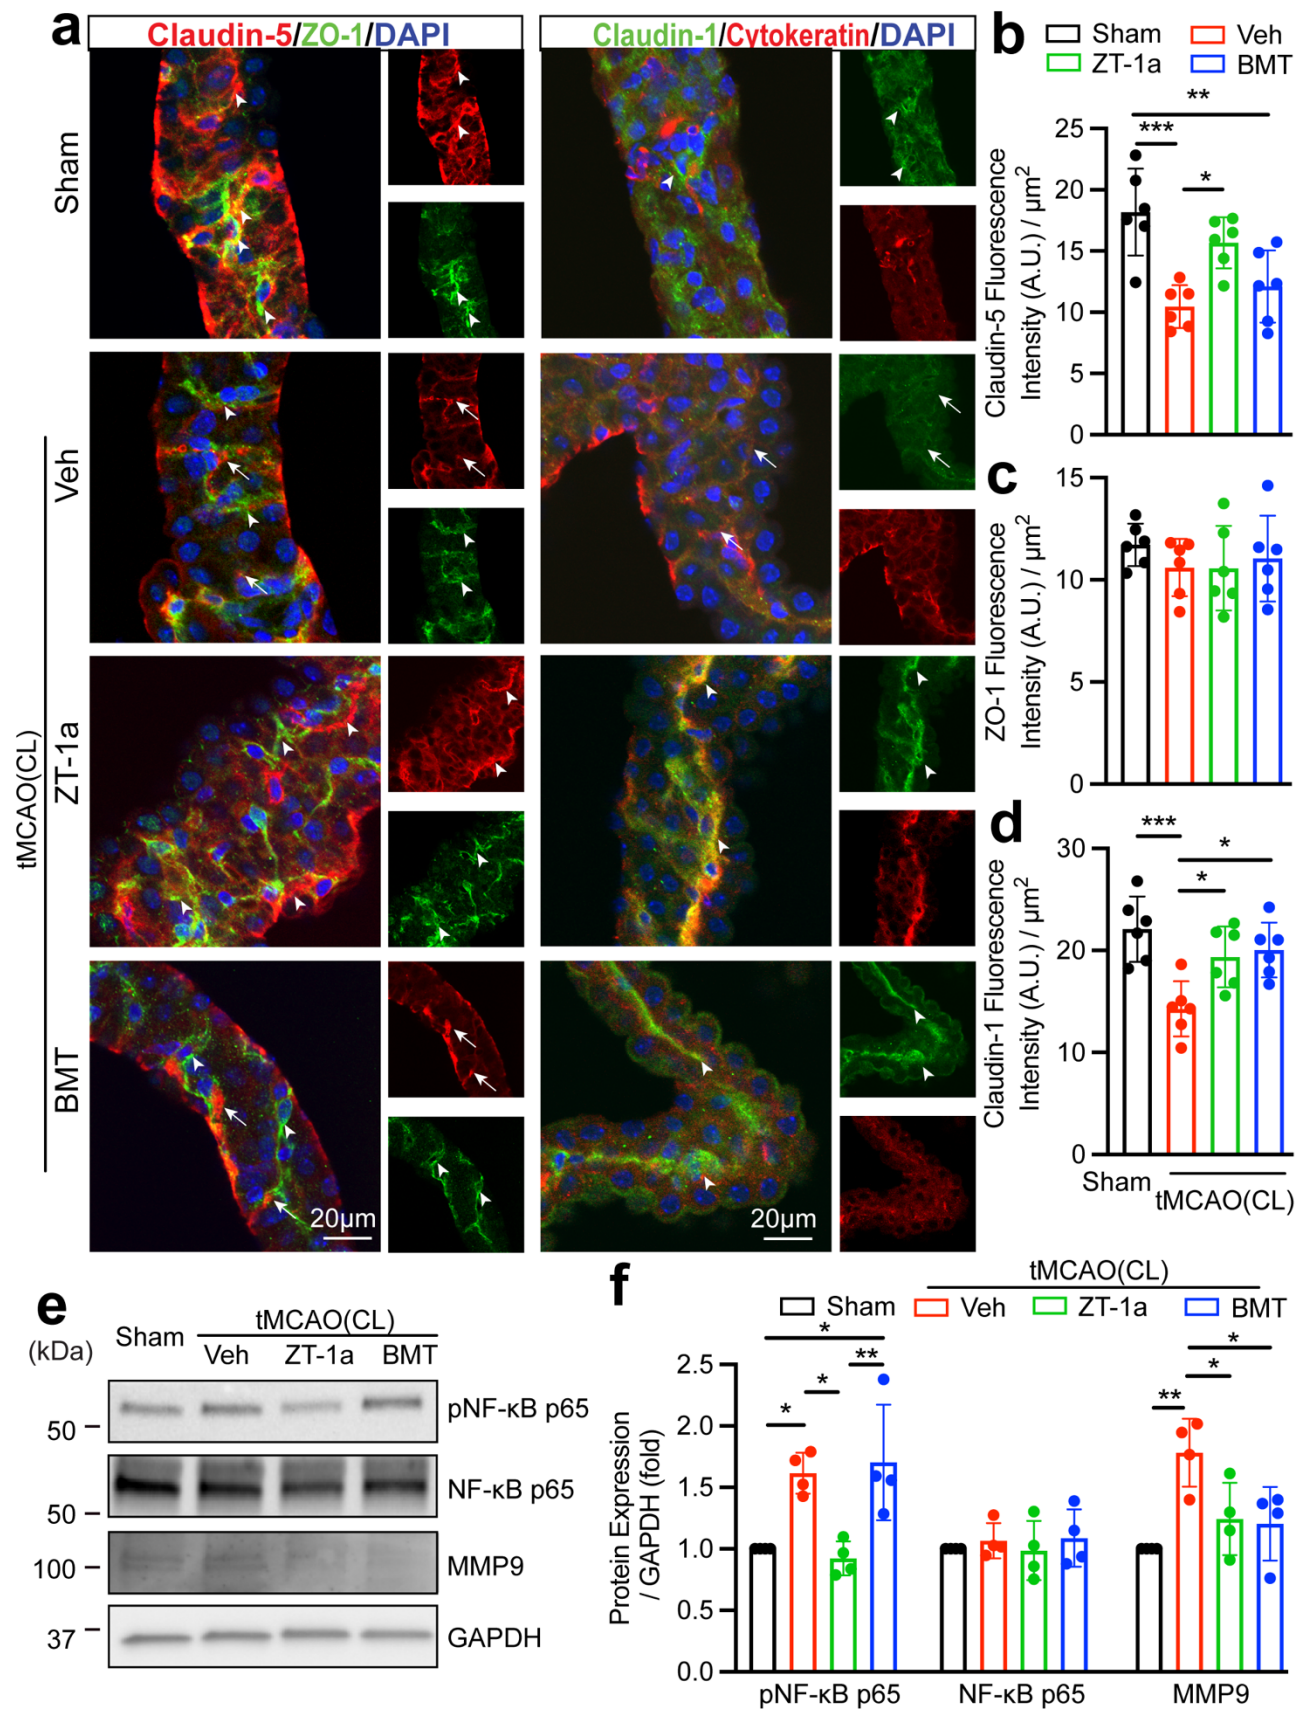 a
Claudin-5/ZO-1/DAPI
Claudin-1/Cytokeratin/DAPI
Sham
tMCAO(CL)
Veh
ZT-1a
BMT
20µm
20µm
b
Sham
Veh
ZT-1a
BMT
**
***
*
Claudin-5 Fluorescence
Intensity (A.U.) / µm²
25
20
15
10
5
0
c
ZO-1 Fluorescence
Intensity (A.U.) / µm²
15
10
5
0
d
***
*
*
Claudin-1 Fluorescence
Intensity (A.U.) / µm²
30
20
10
0
Sham
tMCAO(CL)
e
(kDa)
Sham
tMCAO(CL)
Veh ZT-1a BMT
50
pNF-κB p65
50
NF-κB p65
100
MMP9
37
GAPDH
f
tMCAO(CL)
Sham
Veh
ZT-1a
BMT
*
*
*
**
**
*
*
Protein Expression
/ GAPDH (fold)
2.5
2.0
1.5
1.0
0.5
0.0
pNF-κB p65
NF-κB p65
MMP9